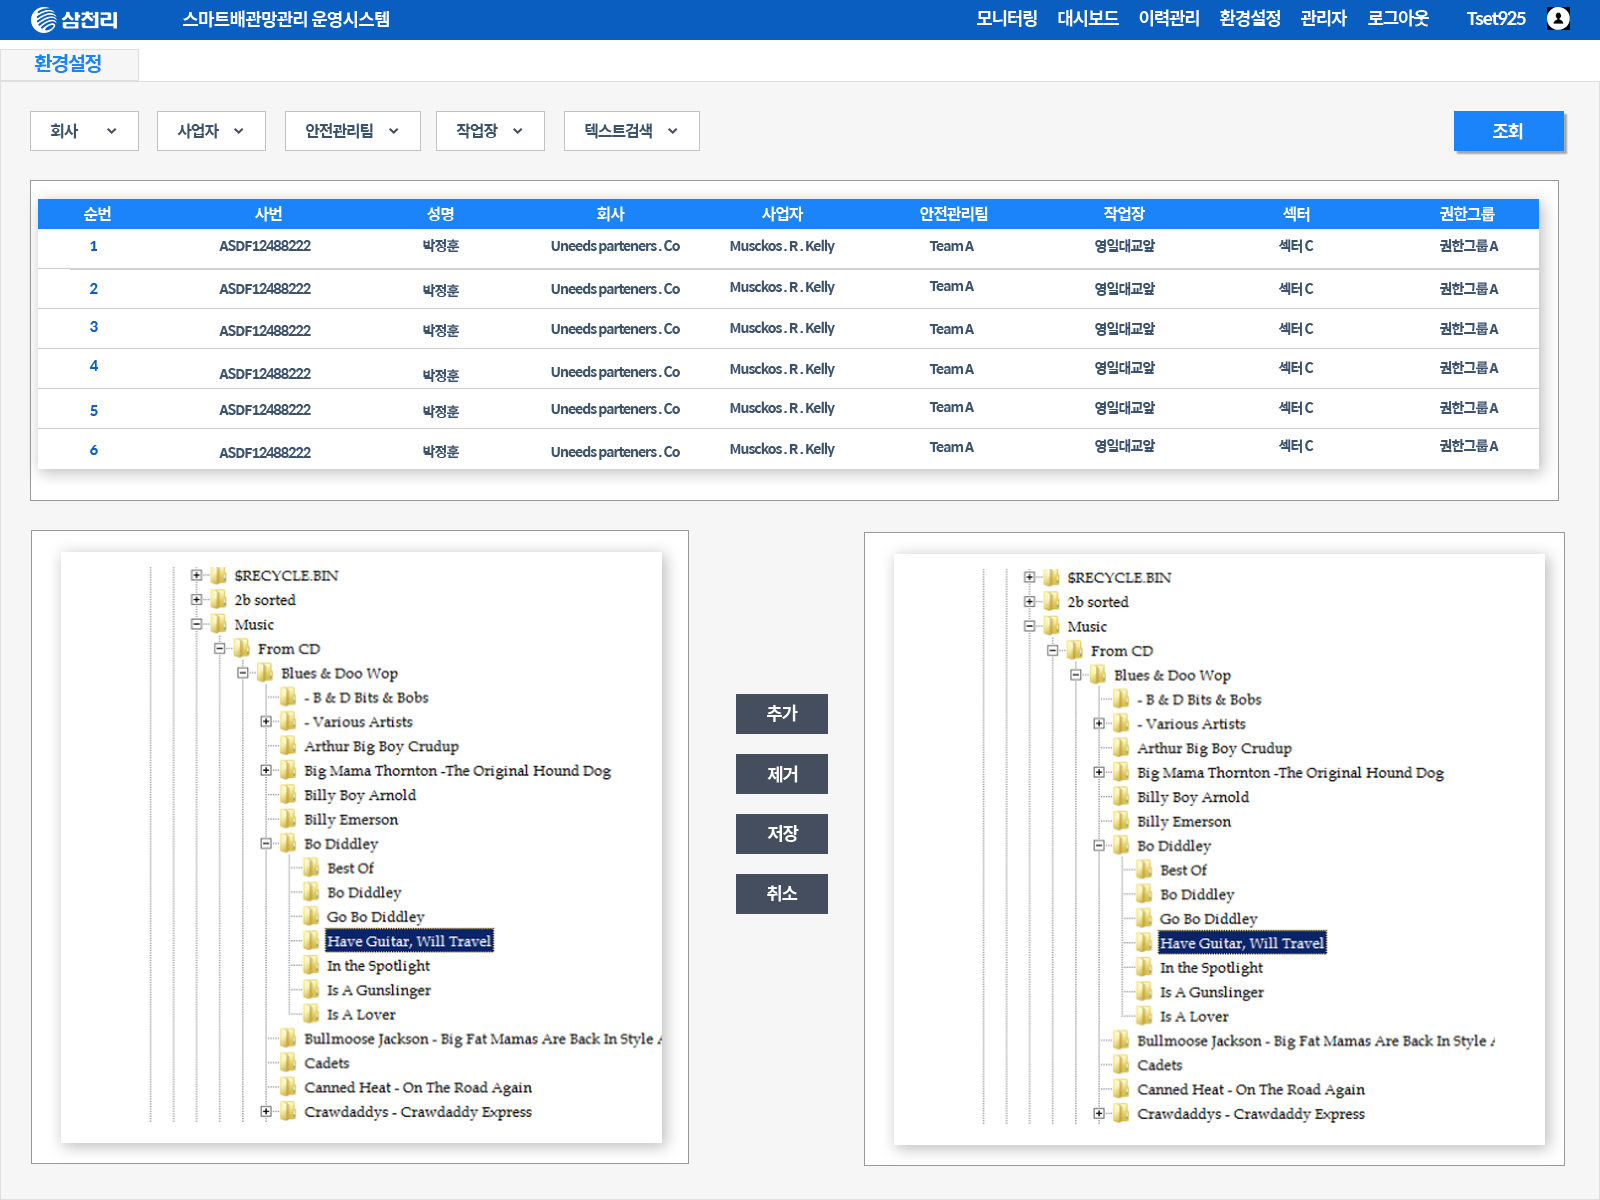 삼천리 스마트배관망관리 운영시스템 모니터링 대시보드 이력관리 환경설정 관리자 로그아웃 Tset925
환경설정
회사 사업자 안전관리팀 작업장 텍스트검색 조회
순번 사번 성명 회사 사업자 안전관리팀 작업장 섹터 권한그룹
1 ASDF12488222 박정훈 Uneeds parteners . Co Musckos . R . Kelly Team A 영일대교앞 섹터 C 권한그룹 A
2 ASDF12488222 박정훈 Uneeds parteners . Co Musckos . R . Kelly Team A 영일대교앞 섹터 C 권한그룹 A
3 ASDF12488222 박정훈 Uneeds parteners . Co Musckos . R . Kelly Team A 영일대교앞 섹터 C 권한그룹 A
4 ASDF12488222 박정훈 Uneeds parteners . Co Musckos . R . Kelly Team A 영일대교앞 섹터 C 권한그룹 A
5 ASDF12488222 박정훈 Uneeds parteners . Co Musckos . R . Kelly Team A 영일대교앞 섹터 C 권한그룹 A
6 ASDF12488222 박정훈 Uneeds parteners . Co Musckos . R . Kelly Team A 영일대교앞 섹터 C 권한그룹 A
$RECYCLE.BIN
2b sorted
Music
From CD
Blues & Doo Wop
- B & D Bits & Bobs
- Various Artists
Arthur Big Boy Crudup
Big Mama Thornton -The Original Hound Dog
Billy Boy Arnold
Billy Emerson
Bo Diddley
Best Of
Bo Diddley
Go Bo Diddley
Have Guitar, Will Travel
In the Spotlight
Is A Gunslinger
Is A Lover
Bullmoose Jackson - Big Fat Mamas Are Back In Style
Cadets
Canned Heat - On The Road Again
Crawdaddys - Crawdaddy Express
추가
제거
저장
취소
$RECYCLE.BIN
2b sorted
Music
From CD
Blues & Doo Wop
- B & D Bits & Bobs
- Various Artists
Arthur Big Boy Crudup
Big Mama Thornton -The Original Hound Dog
Billy Boy Arnold
Billy Emerson
Bo Diddley
Best Of
Bo Diddley
Go Bo Diddley
Have Guitar, Will Travel
In the Spotlight
Is A Gunslinger
Is A Lover
Bullmoose Jackson - Big Fat Mamas Are Back In Style
Cadets
Canned Heat - On The Road Again
Crawdaddys - Crawdaddy Express